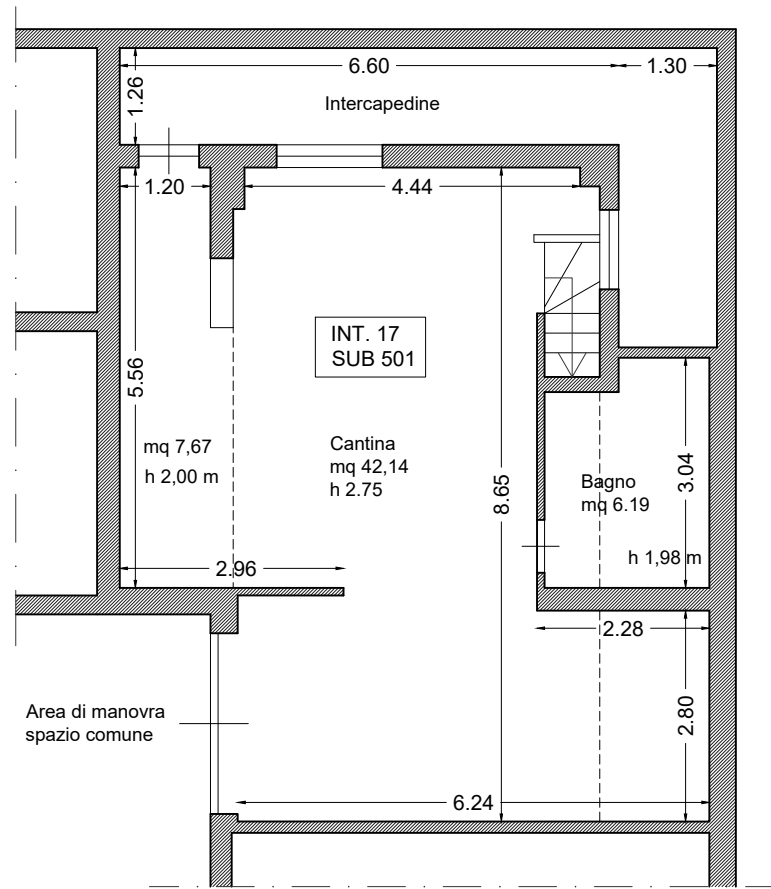 6.60
1.30
1.26
Intercapedine
1.20
4.44
INT. 17
SUB 501
5.56
mq 7,67
h 2,00 m
Cantina
mq 42,14
h 2.75
8.65
Bagno
mq 6.19
3.04
h 1,98 m
2.96
2.28
Area di manovra
spazio comune
2.80
6.24